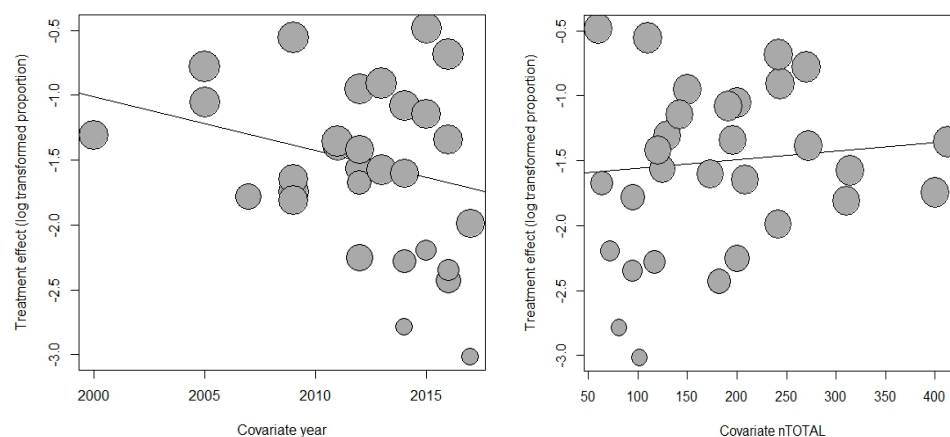 Treatment effect (log transformed proportion)
-0.5
-1.0
-1.5
-2.0
-2.5
-3.0
2000 2005 2010 2015
Covariate year
Treatment effect (log transformed proportion)
-0.5
-1.0
-1.5
-2.0
-2.5
-3.0
50 100 150 200 250 300 350 400
Covariate nTOTAL